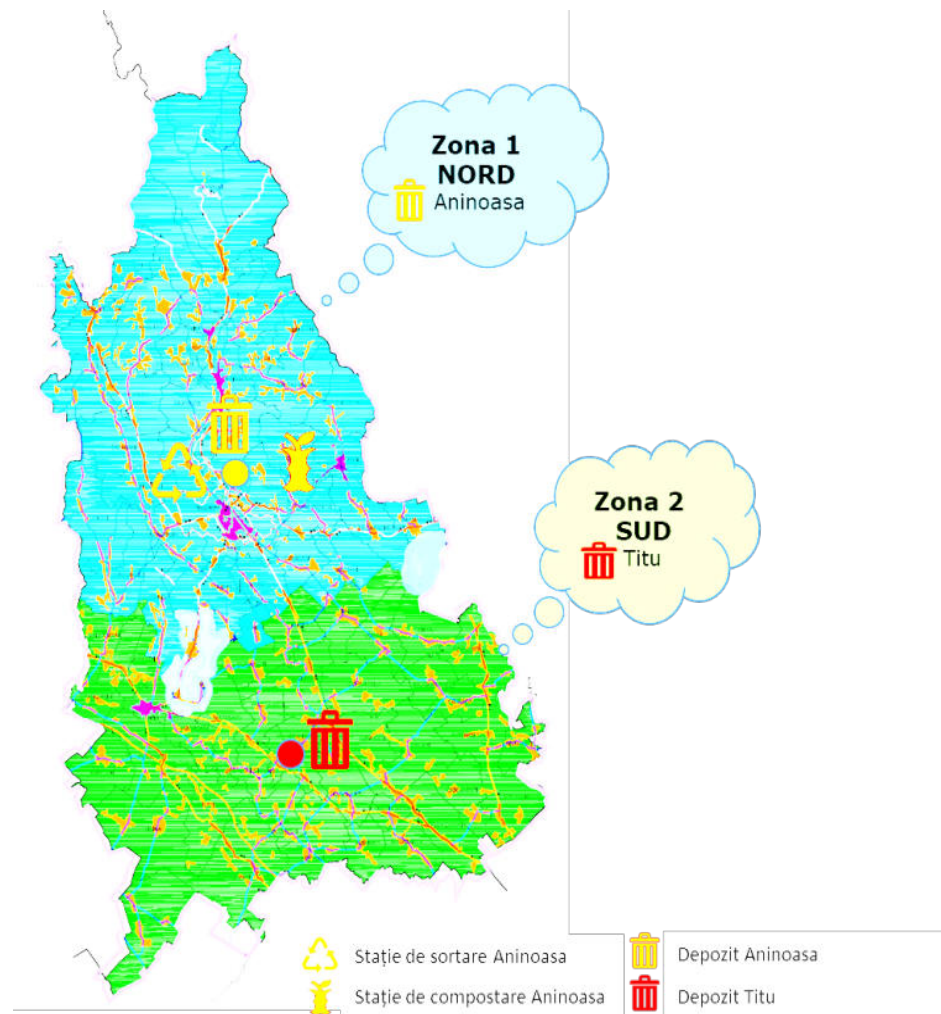 Zona 1
NORD
Aninoasa
Zona 2
SUD
Titu
Stație de sortare Aninoasa
Depozit Aninoasa
Stație de compostare Aninoasa
Depozit Titu